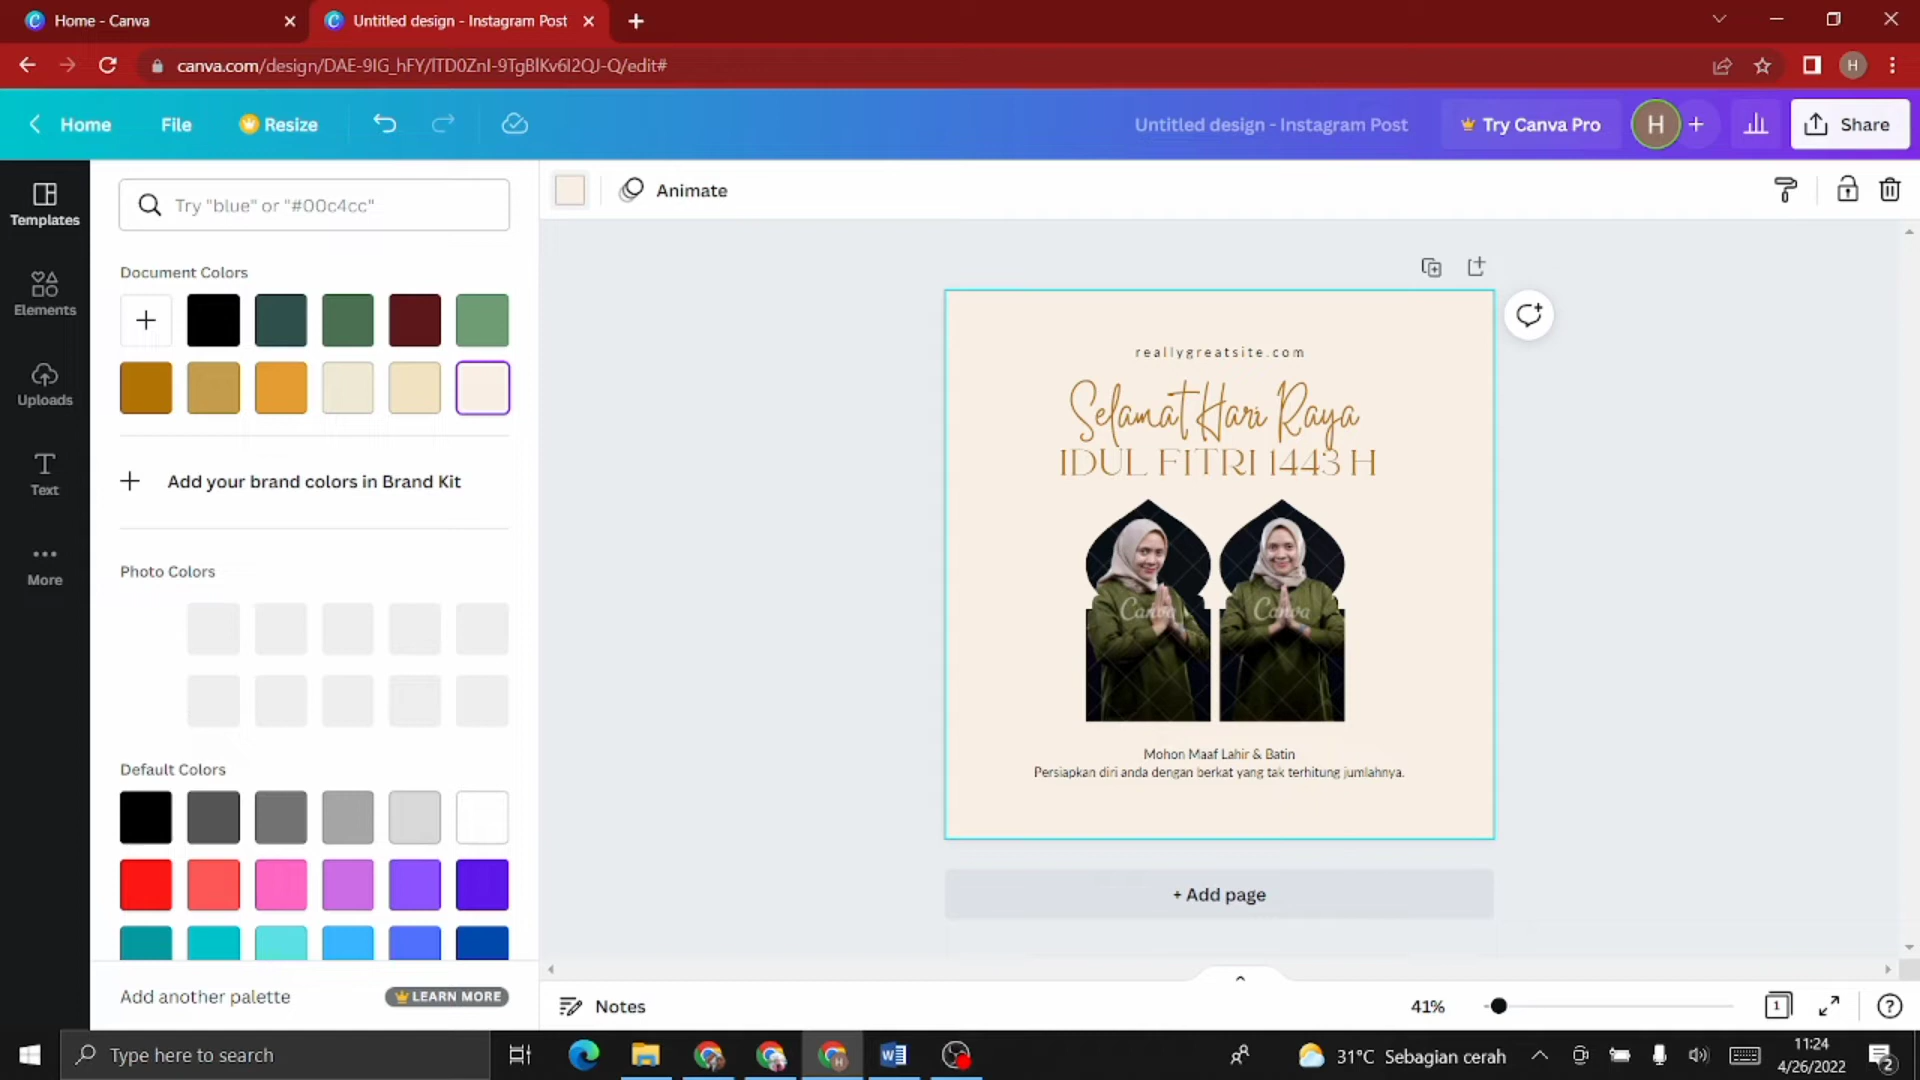 Home - Canva
Untitled design - Instagram Post
canva.com/design/DAE-9IG_hFY/lTD0ZnI-9TgBlKv6I2QJ-Q/edit#
H
Home
File
Resize
Untitled design - Instagram Post
Try Canva Pro
H
Share
Templates
Elements
Uploads
Text
More
Try "blue" or "#00c4cc"
Document Colors
Add your brand colors in Brand Kit
Photo Colors
Default Colors
Add another palette
LEARN MORE
Animate
reallygreatsite.com
Selamat Hari Raya
IDUL FITRI 1443 H
Canva
Canva
Mohon Maaf Lahir & Batin
Persiapkan diri anda dengan berkat yang tak terhitung jumlahnya.
+ Add page
Notes
41%
1
Type here to search
31°C Sebagian cerah
11:24
4/26/2022
2